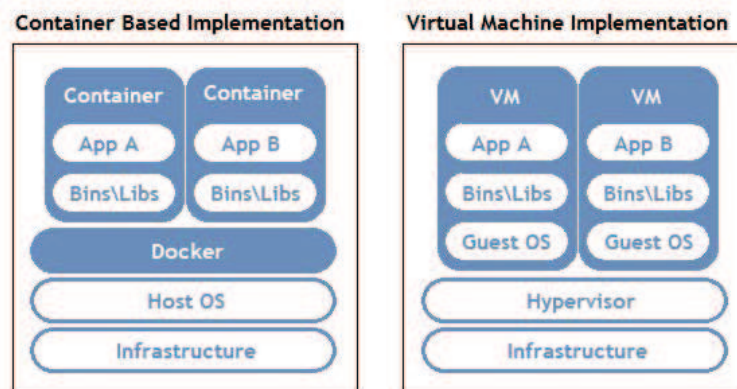 Container Based Implementation
Container
Container
App A
App B
Bins\Libs
Bins\Libs
Docker
Host OS
Infrastructure
Virtual Machine Implementation
VM
VM
App A
App B
Bins\Libs
Bins\Libs
Guest OS
Guest OS
Hypervisor
Infrastructure